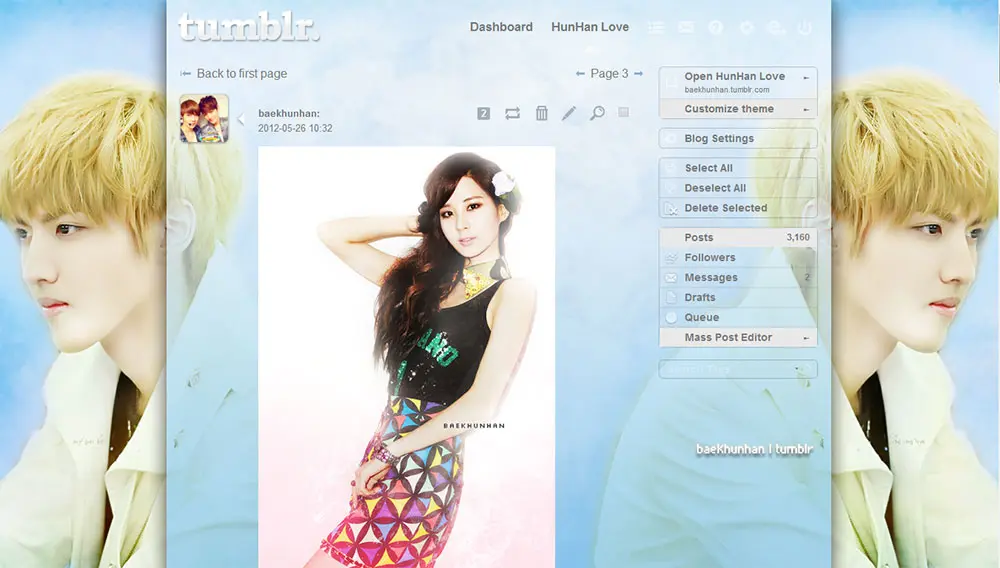 tumblr.
Dashboard HunHan Love
Back to first page
Page 3
baekhunhan:
2012-05-26 10:32
BAEKHUNHAN
Open HunHan Love
baekhunhan.tumblr.com
Customize theme
Blog Settings
Select All
Deselect All
Delete Selected
Posts 3,160
Followers
Messages 2
Drafts
Queue
Mass Post Editor
baekhunhan | tumblr